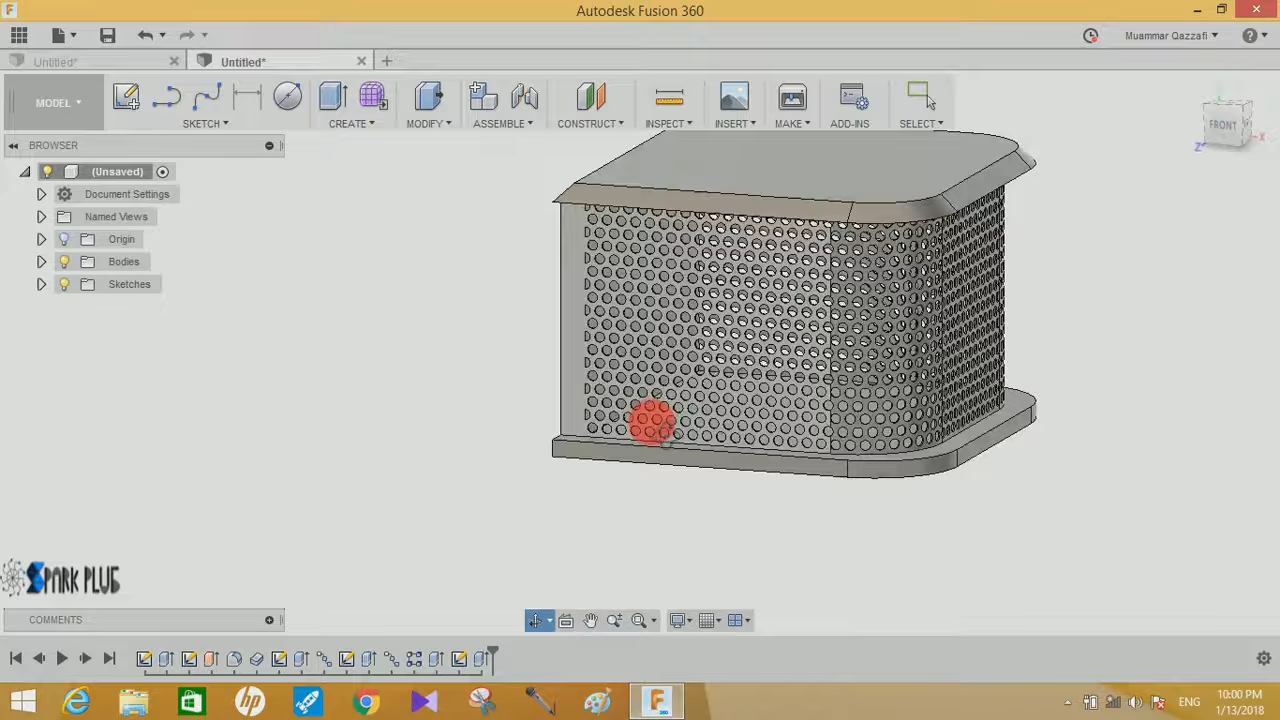 Autodesk Fusion 360
Muammar Qazzafi
Untitled*
Untitled*
MODEL
SKETCH
CREATE
MODIFY
ASSEMBLE
CONSTRUCT
INSPECT
INSERT
MAKE
ADD-INS
SELECT
BROWSER
(Unsaved)
Document Settings
Named Views
Origin
Bodies
Sketches
FRONT
Z
X
SPARK PLUG
COMMENTS
ENG
10:00 PM
1/13/2018